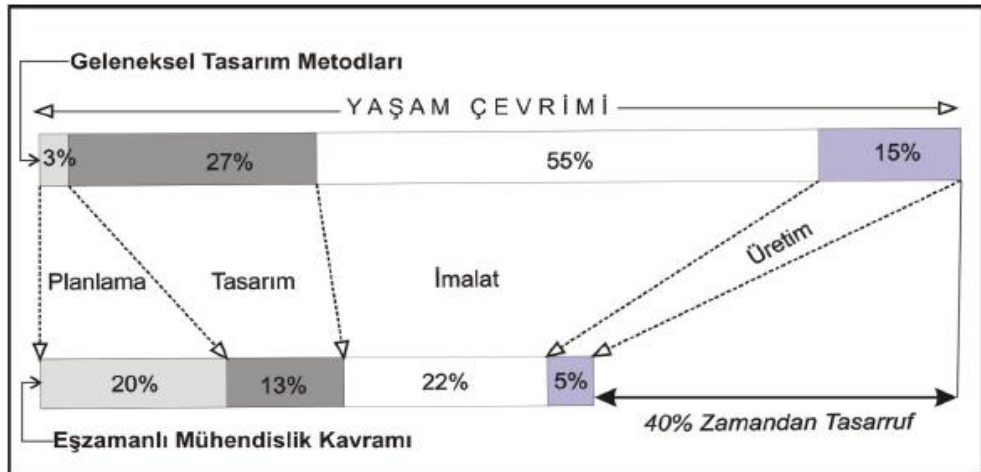 Geleneksel Tasarım Metodları
YAŞAM ÇEVRİMİ
3% 27% 55% 15%
Planlama Tasarım İmalat Üretim
20% 13% 22% 5%
40% Zamandan Tasarruf
Eşzamanlı Mühendislik Kavramı